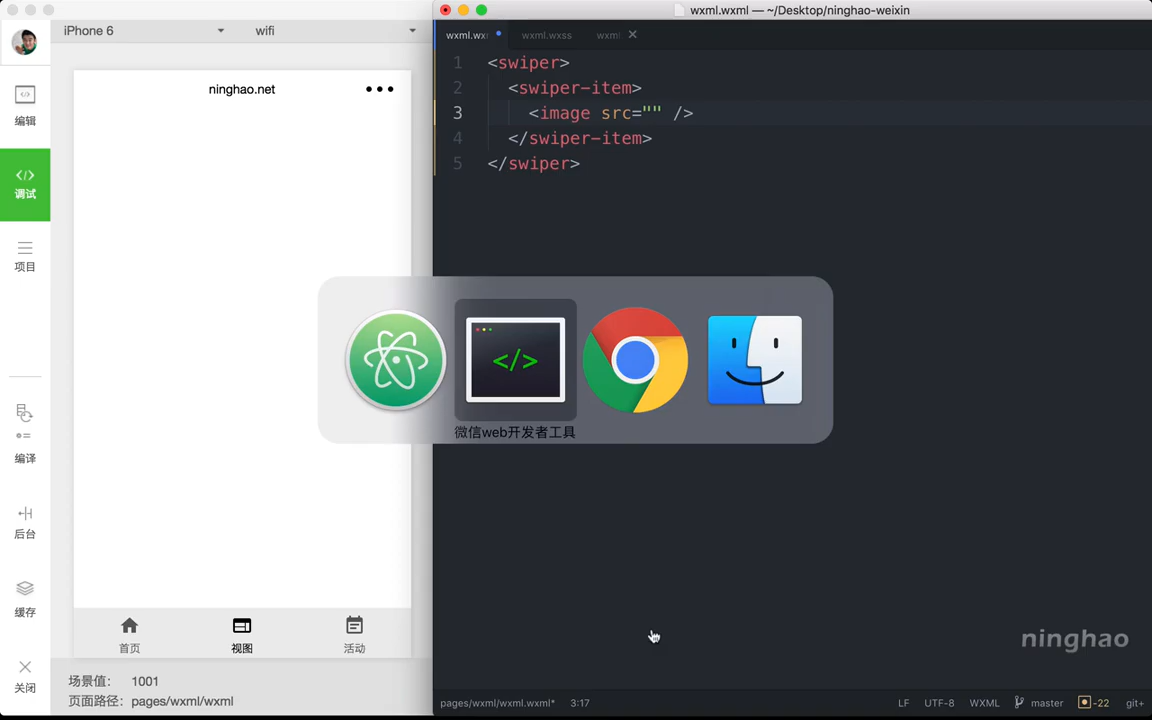 iPhone 6
wifi
wxml.wxml — ~/Desktop/ninghao-weixin
wxml.wx
wxml.wxss
wxml
编辑
调试
项目
编译
后台
缓存
关闭
ninghao.net
1 <swiper>
2 <swiper-item>
3 <image src="" />
4 </swiper-item>
5 </swiper>
</>
微信web开发者工具
首页
视图
活动
场景值： 1001
页面路径： pages/wxml/wxml
ninghao
pages/wxml/wxml.wxml* 3:17
LF UTF-8 WXML master -22 git+